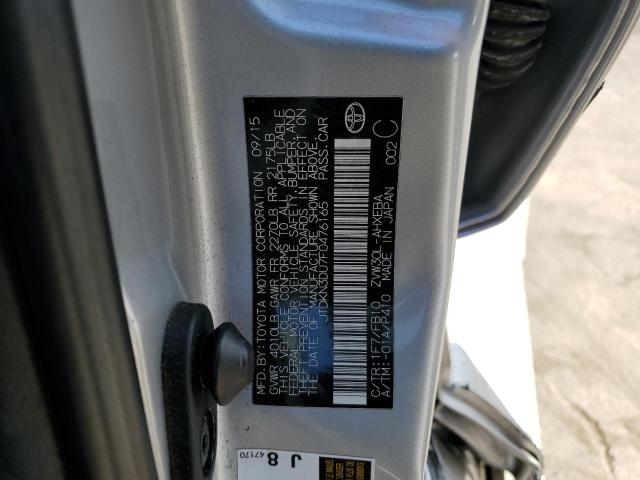 MFD.BY: TOYOTA MOTOR CORPORATION 09/15
GVWR 4010LB GAWR FR 2270LB RR 2175LB
THIS VEHICLE CONFORMS TO ALL APPLICABLE
FEDERAL MOTOR VEHICLE SAFETY, BUMPER, AND
THEFT PREVENTION STANDARDS IN EFFECT ON
THE DATE OF MANUFACTURE SHOWN ABOVE.
JTDKN3DU7F0476165 PASS.CAR
C/TR:1F7/FB10 ZVW30L-AHXEBA
A/TM:-01A/P410 MADE IN JAPAN 002 C
J 8
47170